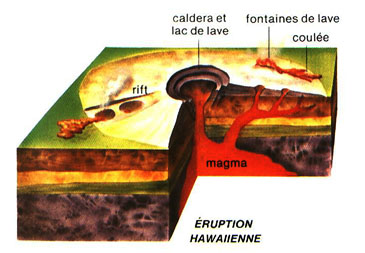 caldera et
lac de lave
fontaines de lave
coulée
rift
magma
ÉRUPTION
HAWAIIENNE